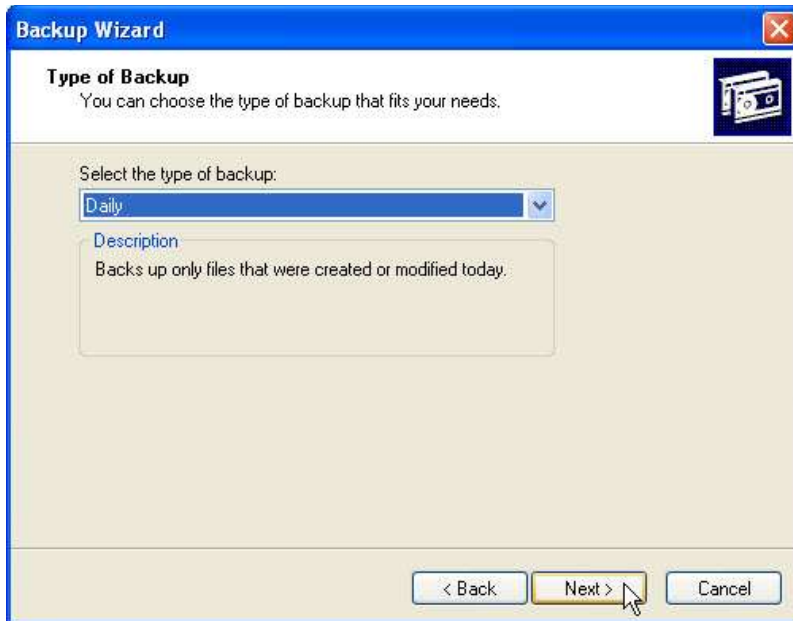 Backup Wizard
Type of Backup
You can choose the type of backup that fits your needs.
Select the type of backup:
Daily
Description
Backs up only files that were created or modified today.
< Back Next > Cancel